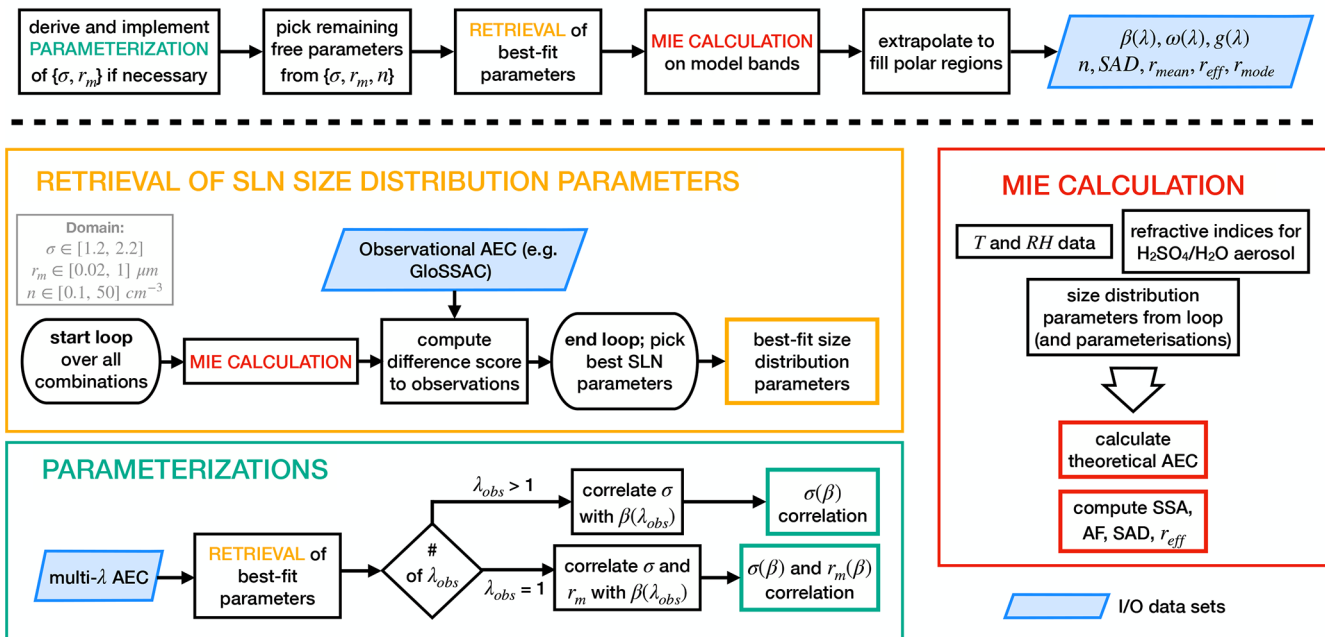 derive and implement
PARAMETERIZATION
of {σ, rₘ} if necessary
pick remaining
free parameters
from {σ, rₘ, n}
RETRIEVAL of
best-fit
parameters
MIE CALCULATION
on model bands
extrapolate to
fill polar regions
β(λ), ω(λ), g(λ)
n, SAD, r_mean, r_eff, r_mode
RETRIEVAL OF SLN SIZE DISTRIBUTION PARAMETERS
Domain:
σ ∈ [1.2, 2.2]
rₘ ∈ [0.02, 1] μm
n ∈ [0.1, 50] cm⁻³
Observational AEC (e.g.
GloSSAC)
start loop
over all
combinations
MIE CALCULATION
compute
difference score
to observations
end loop; pick
best SLN
parameters
best-fit size
distribution
parameters
PARAMETERIZATIONS
multi-λ AEC
RETRIEVAL of
best-fit
parameters
#
of λ_obs
λ_obs > 1
correlate σ
with β(λ_obs)
σ(β)
correlation
λ_obs = 1
correlate σ and
rₘ with β(λ_obs)
σ(β) and rₘ(β)
correlation
MIE CALCULATION
T and RH data
refractive indices for
H₂SO₄/H₂O aerosol
size distribution
parameters from loop
(and parameterisations)
calculate
theoretical AEC
compute SSA,
AF, SAD, r_eff
I/O data sets